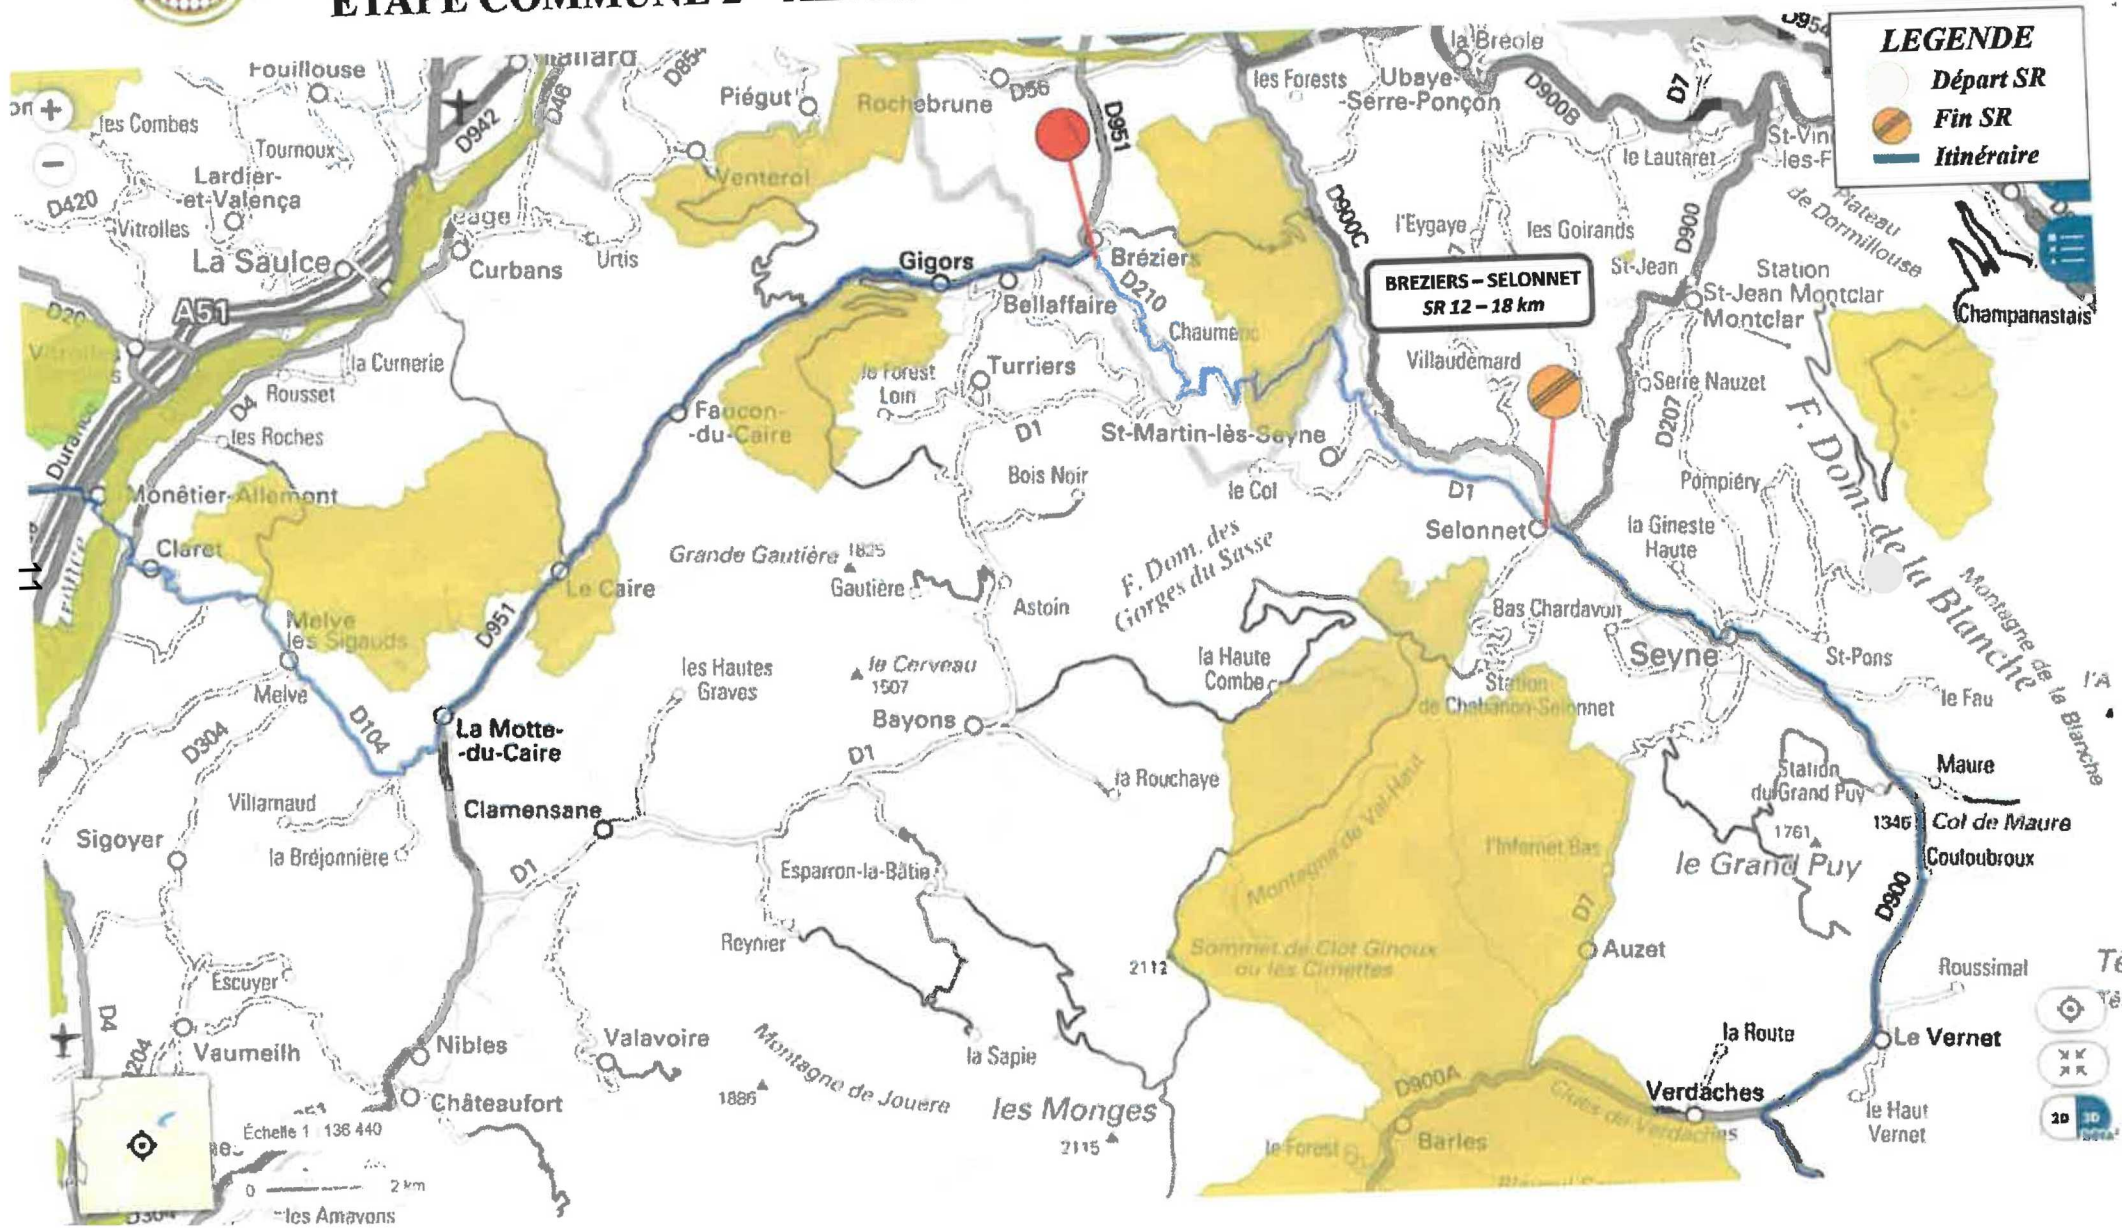 ETAPE COMMUNE 2
LEGENDE
Départ SR
Fin SR
Itinéraire
Fouillouse
D942
D46
D854
Piégut
Rochebrune
D56
D951
les Forests
la Bréole
Ubaye-
-Serre-Ponçon
D900B
D7
D954
les Combes
Tournoux
Lardier-
-et-Valença
D420
Vitrolles
La Saulce
Curbans
Urtis
Venterol
le Lautaret
Plateau
de Dormillouse
D900C
l'Eygaye
les Goirands
D900
St-Jean
Station
St-Jean Montclar
Montclar
Champanastais
Gigors
Bellaffaire
Bréziers
D210
BREZIERS – SELONNET
SR 12 – 18 km
A51
D20
Vitrolles
la Curnerie
Rousset
D4
les Roches
Durance
le Forest
Loin
Turriers
D1
Villaudemard
Serre Nauzet
D207
Faucon-
-du-Caire
St-Martin-lès-Seyne
Bois Noir
le Col
D1
Pompiéry
F. Dom. de la Blanche
Monêtier-Allemont
Claret
Selonnet
la Gineste
Haute
Grande Gautière 1825
Gautière
F. Dom. des
Gorges du Sasse
Le Caire
Astoin
Melve
les Sigauds
D951
Bas Chardavon
Seyne
St-Pons
Montagne de la Blanche
Melve
les Hautes
Graves
le Cerveau
1507
la Haute
Combe
Station
de Chabanon-Selonnet
le Fau
D304
D104
La Motte-
-du-Caire
Bayons
D1
la Rouchaye
Maure
Station
du Grand Puy
Villarnaud
Clamensane
Sigoyer
la Bréjonnière
D1
Montagne de Val-Haut
l'Infernet Bas
1761
le Grand Puy
1346
Col de Maure
Couloubroux
Esparron-la-Bâtie
D900
D7
Reynier
2112
Sommet de Clot Ginoux
ou les Cimettes
Auzet
Roussimal
Escuyer
D4
Vaumeilh
Nibles
Valavoire
Montagne de Jouère
la Sapie
la Route
Le Vernet
Châteaufort
1886
les Monges
2115
D900A
Clues de Verdaches
Verdaches
le Haut
Vernet
2D
3D
Échelle 1 : 136 440
le Forest
Barles
0
2 km
les Amayons
D304